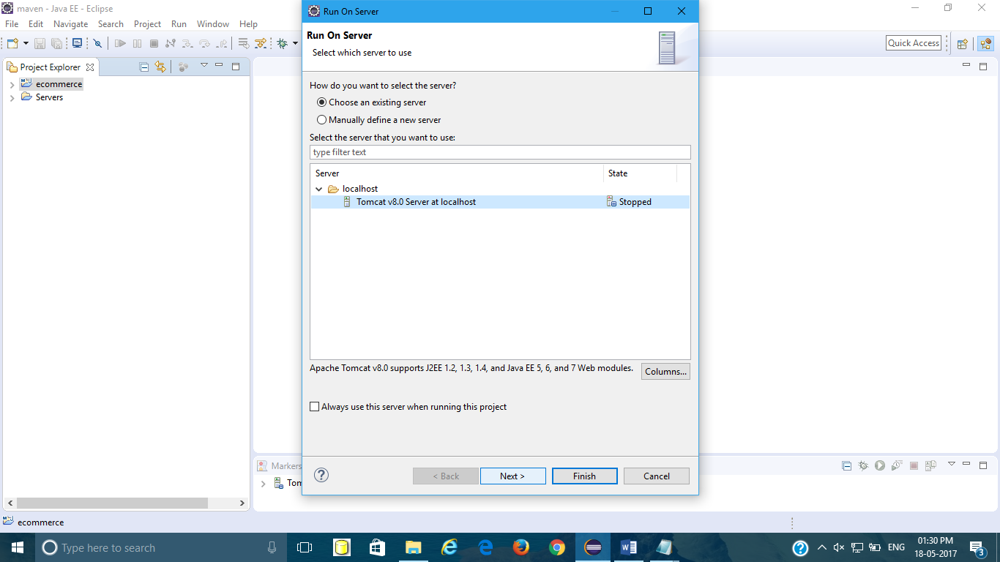 maven - Java EE - Eclipse
File Edit Navigate Search Project Run Window Help
Quick Access
Project Explorer
ecommerce
Servers
Run On Server
Run On Server
Select which server to use
How do you want to select the server?
Choose an existing server
Manually define a new server
Select the server that you want to use:
type filter text
Server State
localhost
Tomcat v8.0 Server at localhost Stopped
Apache Tomcat v8.0 supports J2EE 1.2, 1.3, 1.4, and Java EE 5, 6, and 7 Web modules.
Columns...
Always use this server when running this project
< Back Next > Finish Cancel
Markers
Tom
ecommerce
Type here to search
ENG
01:30 PM
18-05-2017
3